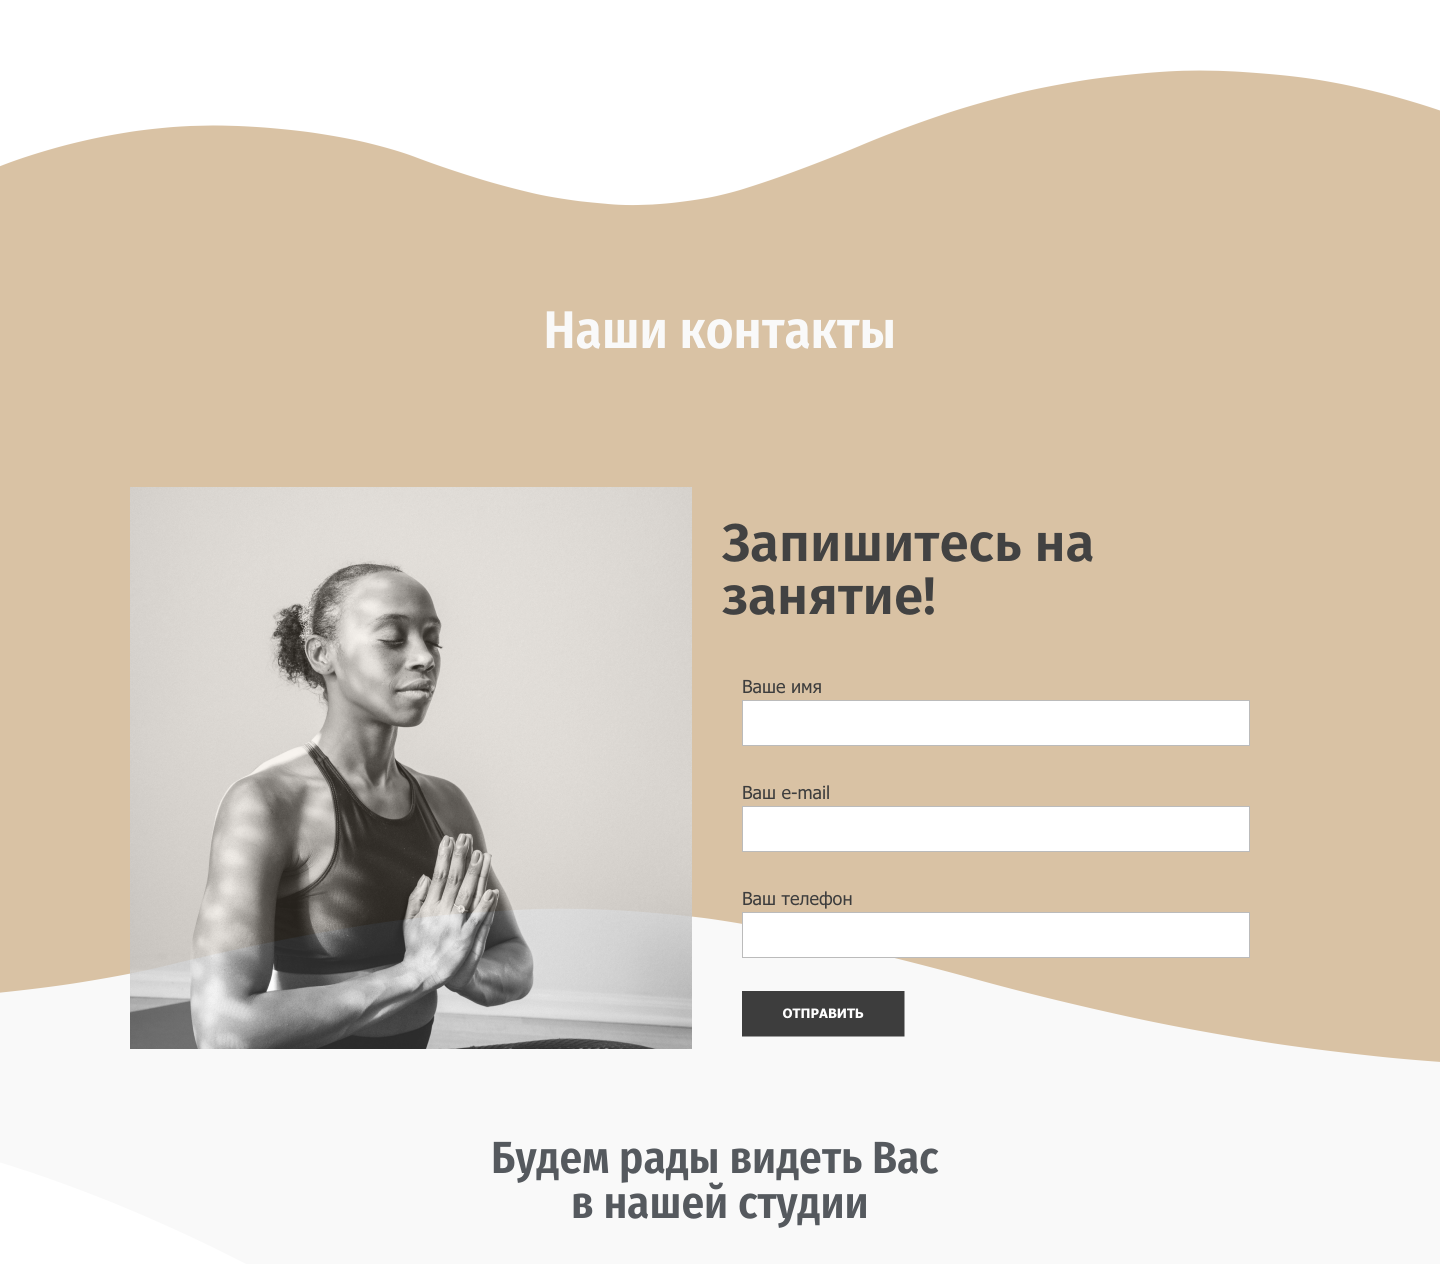 Наши контакты
Запишитесь на
занятие!
Ваше имя
Ваш e-mail
Ваш телефон
ОТПРАВИТЬ
Будем рады видеть Вас
в нашей студии